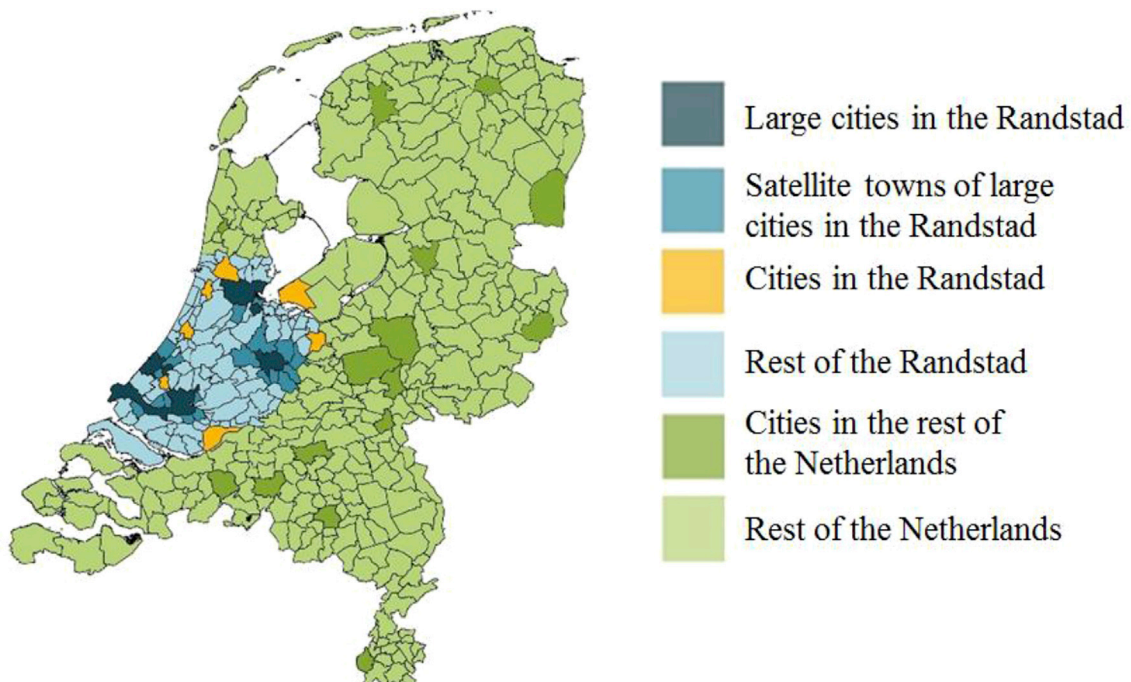 Large cities in the Randstad
Satellite towns of large
cities in the Randstad
Cities in the Randstad
Rest of the Randstad
Cities in the rest of
the Netherlands
Rest of the Netherlands